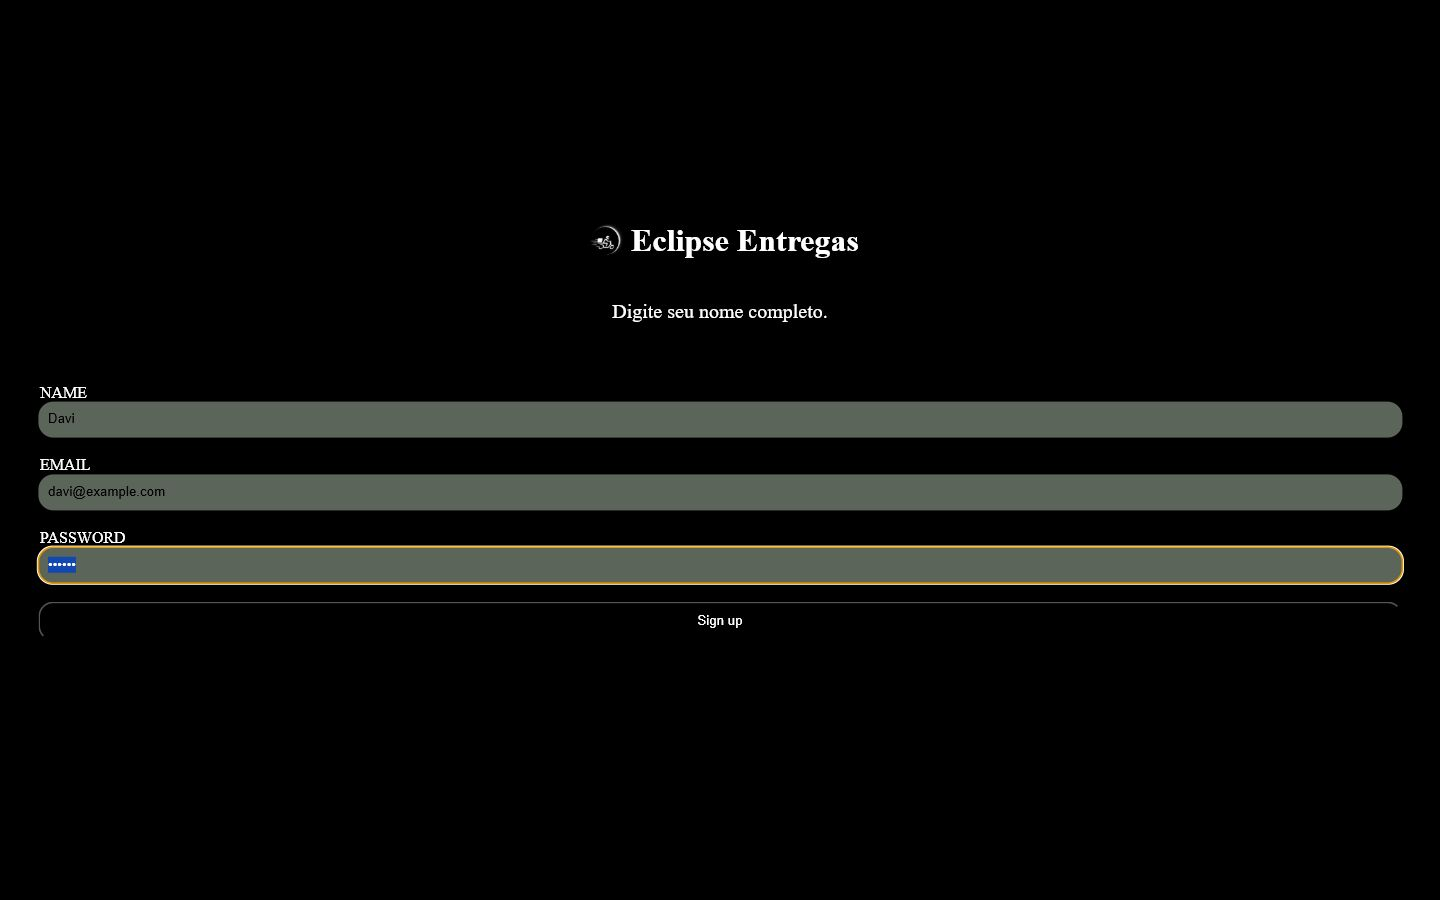 Eclipse Entregas
Digite seu nome completo.
NAME
Davi
EMAIL
davi@example.com
PASSWORD
••••••
Sign up